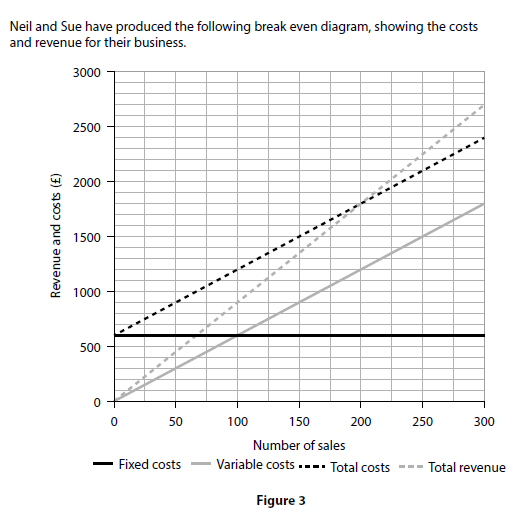 Neil and Sue have produced the following break even diagram, showing the costs
and revenue for their business.
3000
2500
2000
1500
1000
500
0
Revenue and costs (£)
0 50 100 150 200 250 300
Number of sales
Fixed costs Variable costs Total costs Total revenue
Figure 3